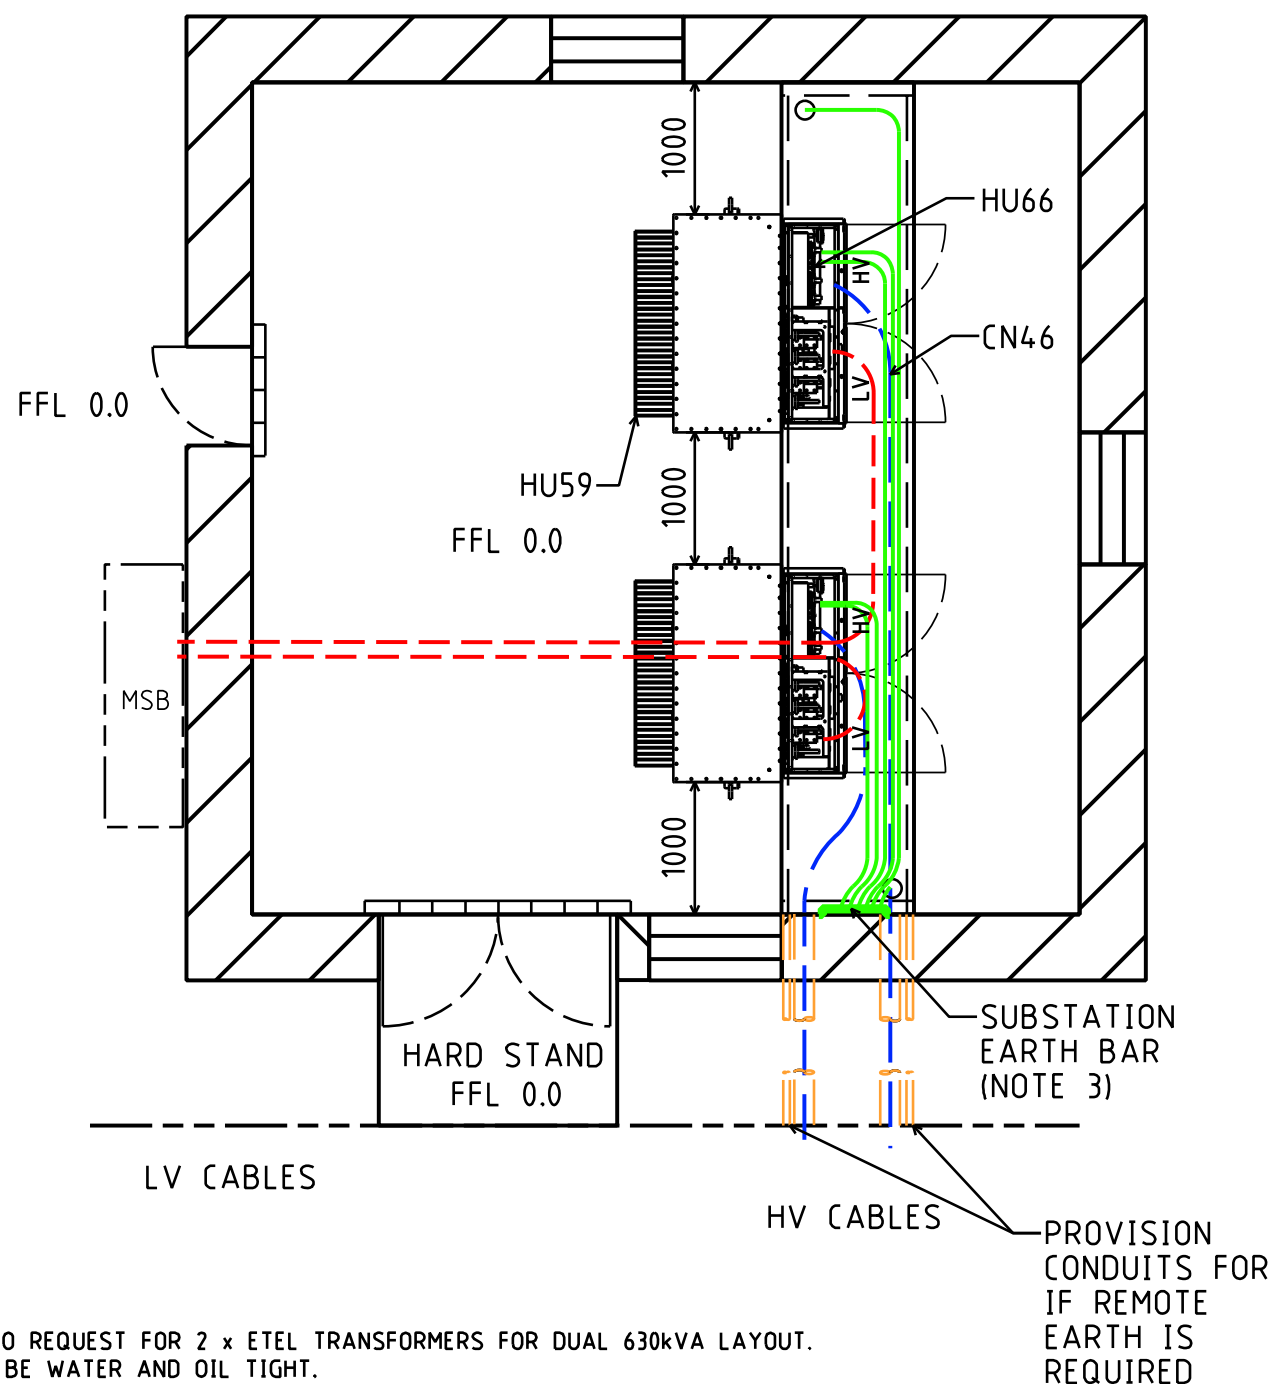 1000
HU66
HV
CN46
LV
FFL 0.0
HU59
1000
FFL 0.0
HV
MSB
LV
1000
SUBSTATION
EARTH BAR
(NOTE 3)
HARD STAND
FFL 0.0
LV CABLES
HV CABLES
PROVISION
CONDUITS FOR
IF REMOTE
EARTH IS
REQUIRED
O REQUEST FOR 2 x ETEL TRANSFORMERS FOR DUAL 630kVA LAYOUT.
BE WATER AND OIL TIGHT.